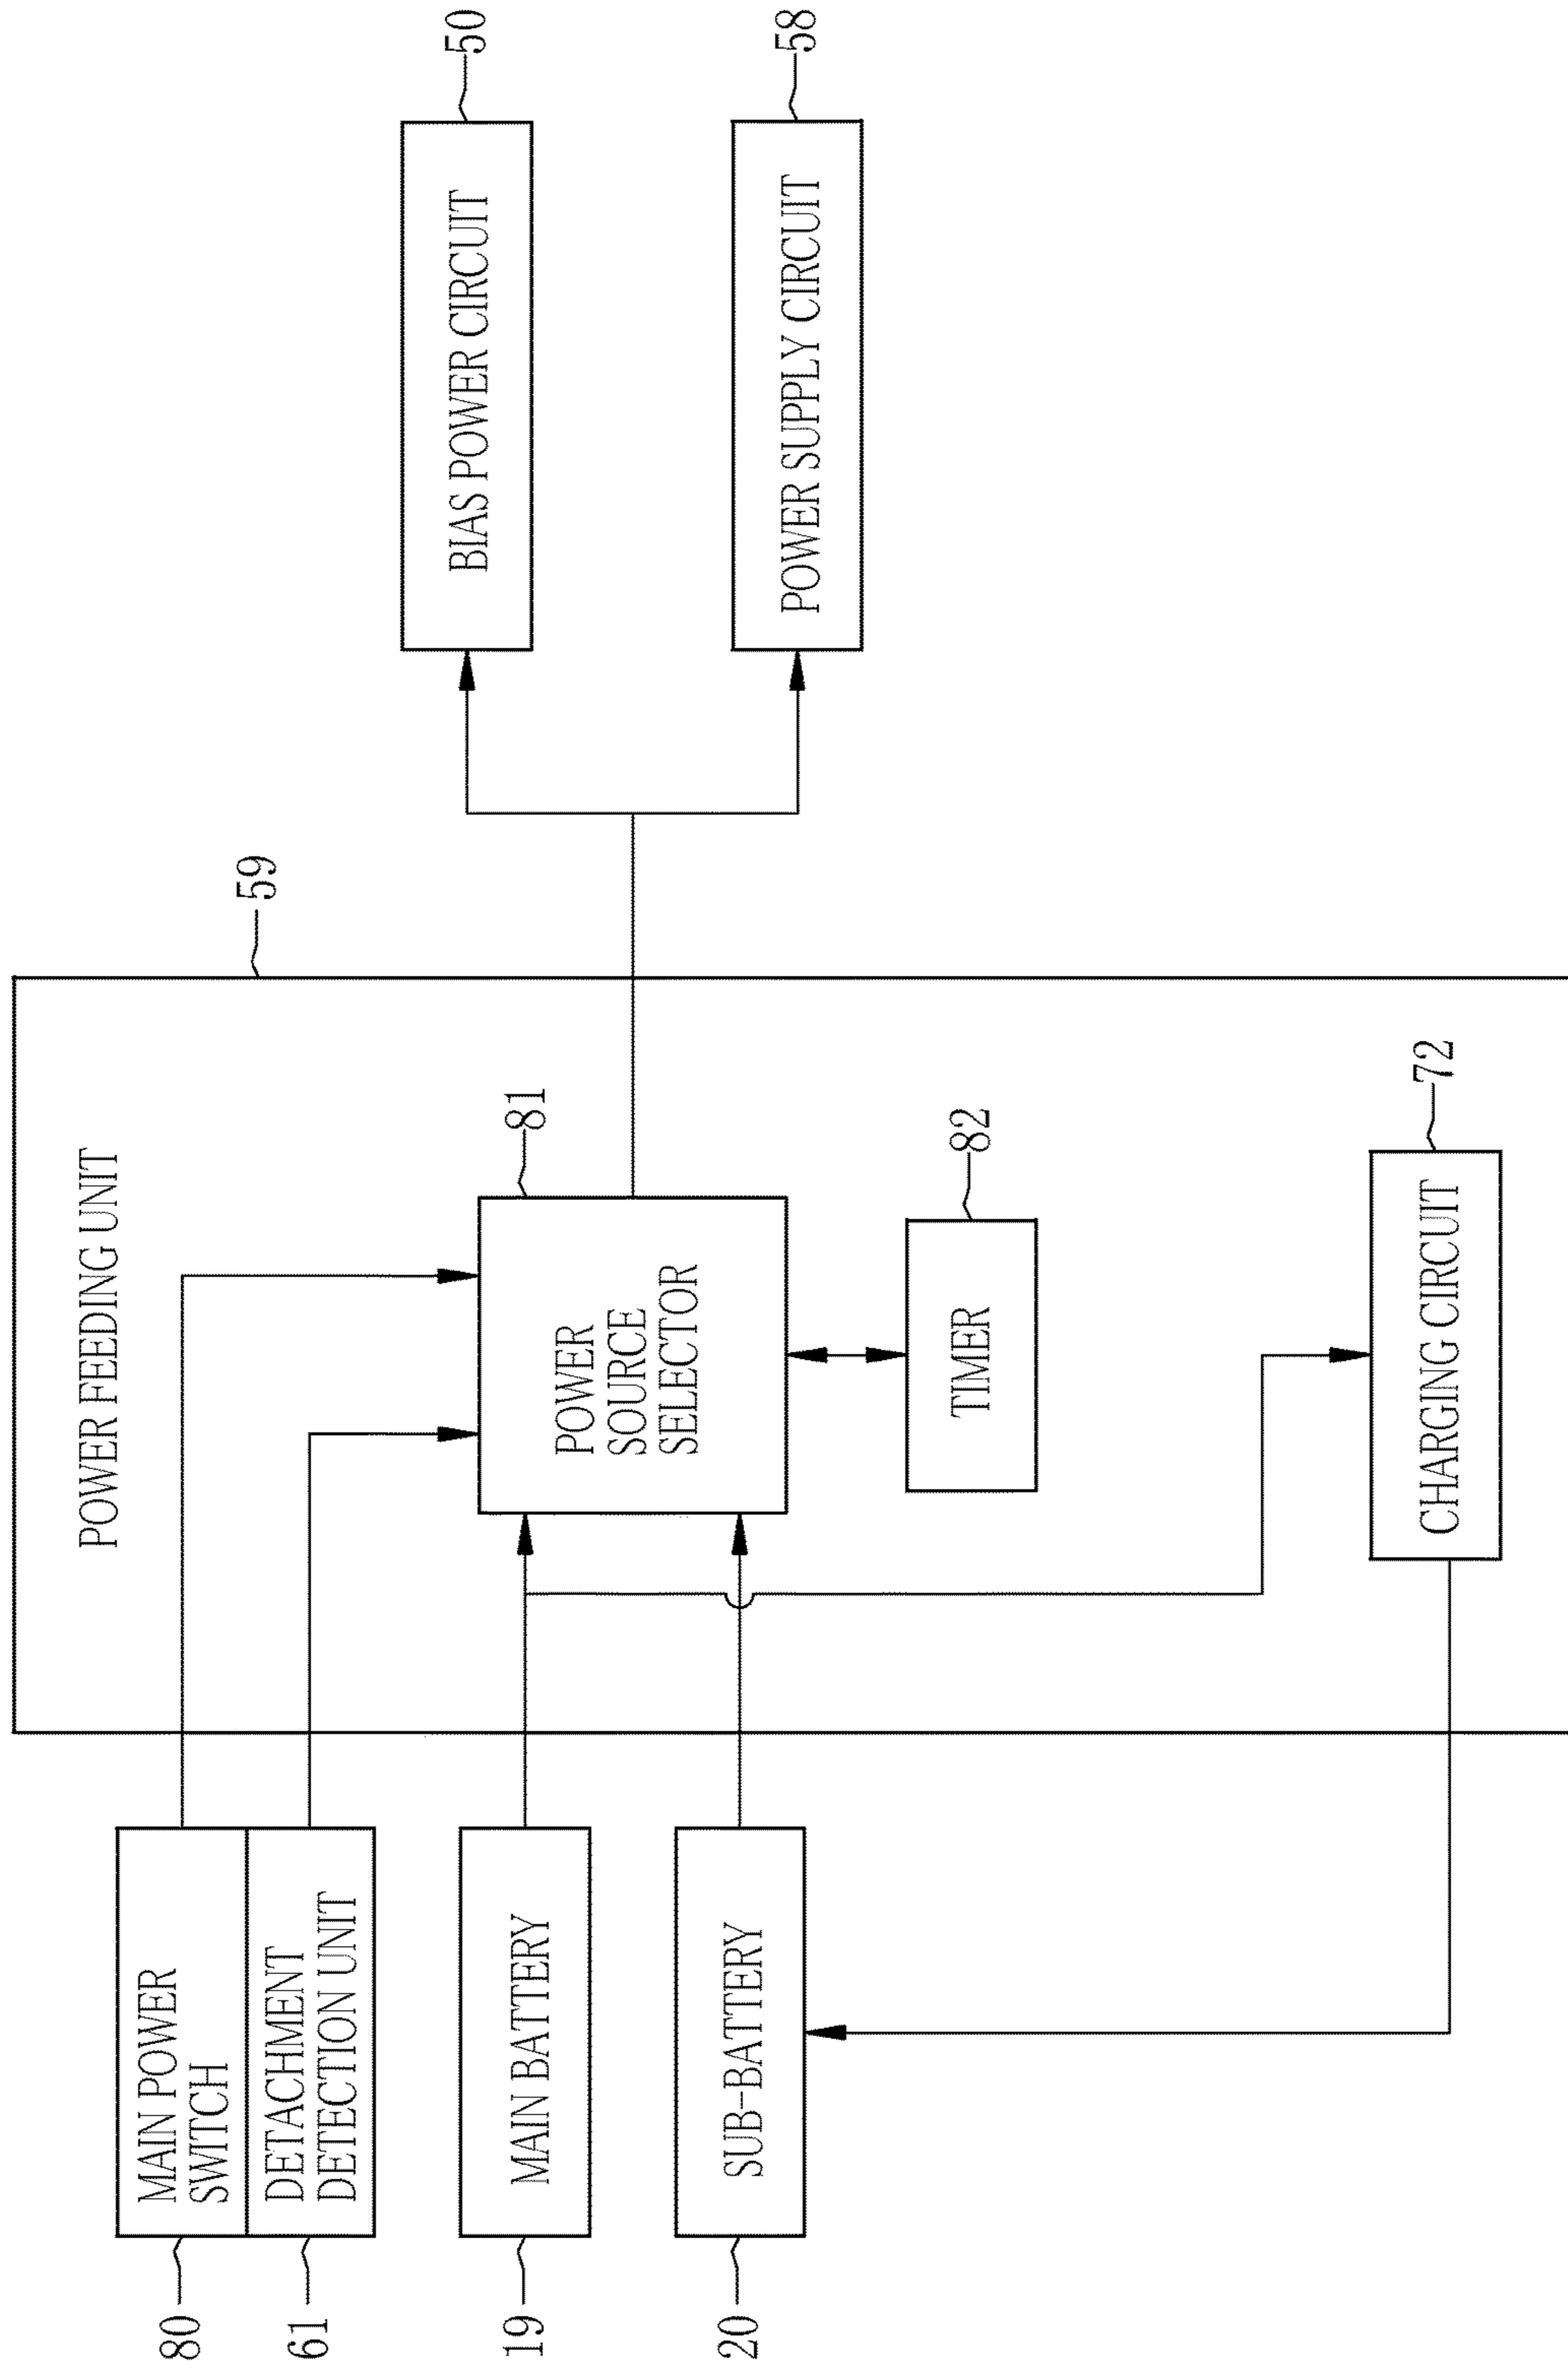 80
MAIN POWER
SWITCH
61
DETACHMENT
DETECTION UNIT
19
MAIN BATTERY
20
SUB-BATTERY
POWER FEEDING UNIT
59
POWER
SOURCE
SELECTOR
81
TIMER
82
CHARGING CIRCUIT
72
BIAS POWER CIRCUIT
50
POWER SUPPLY CIRCUIT
58